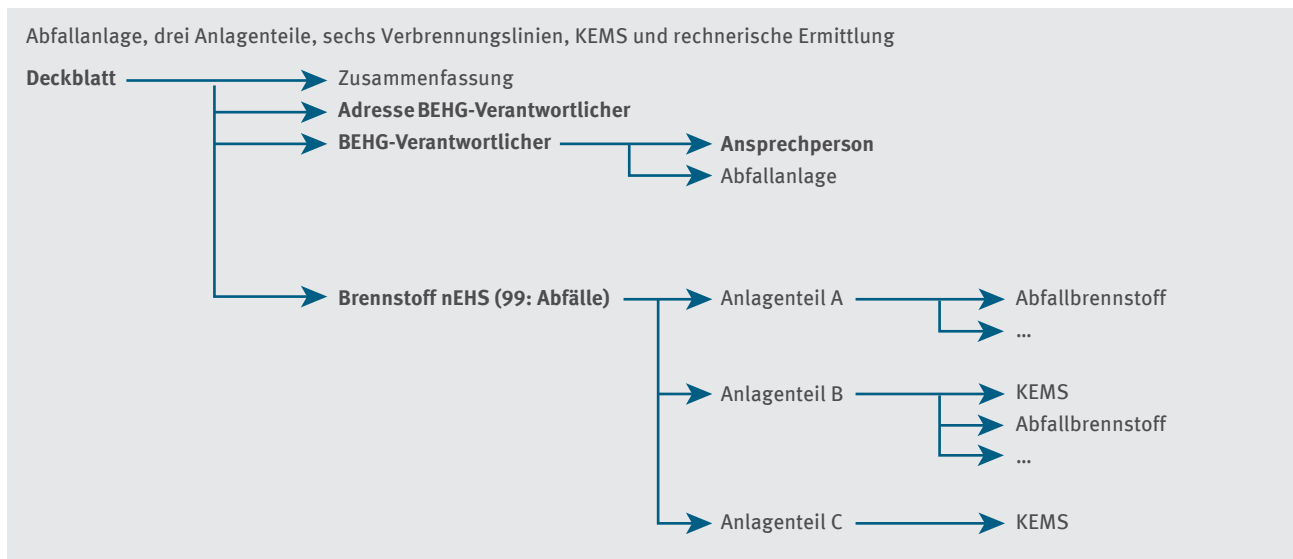 Abfallanlage, drei Anlagenteile, sechs Verbrennungslinien, KEMS und rechnerische Ermittlung
Deckblatt
Zusammenfassung
Adresse BEHG-Verantwortlicher
BEHG-Verantwortlicher
Ansprechperson
Abfallanlage
Brennstoff nEHS (99: Abfälle)
Anlagenteil A
Abfallbrennstoff
...
Anlagenteil B
KEMS
Abfallbrennstoff
...
Anlagenteil C
KEMS